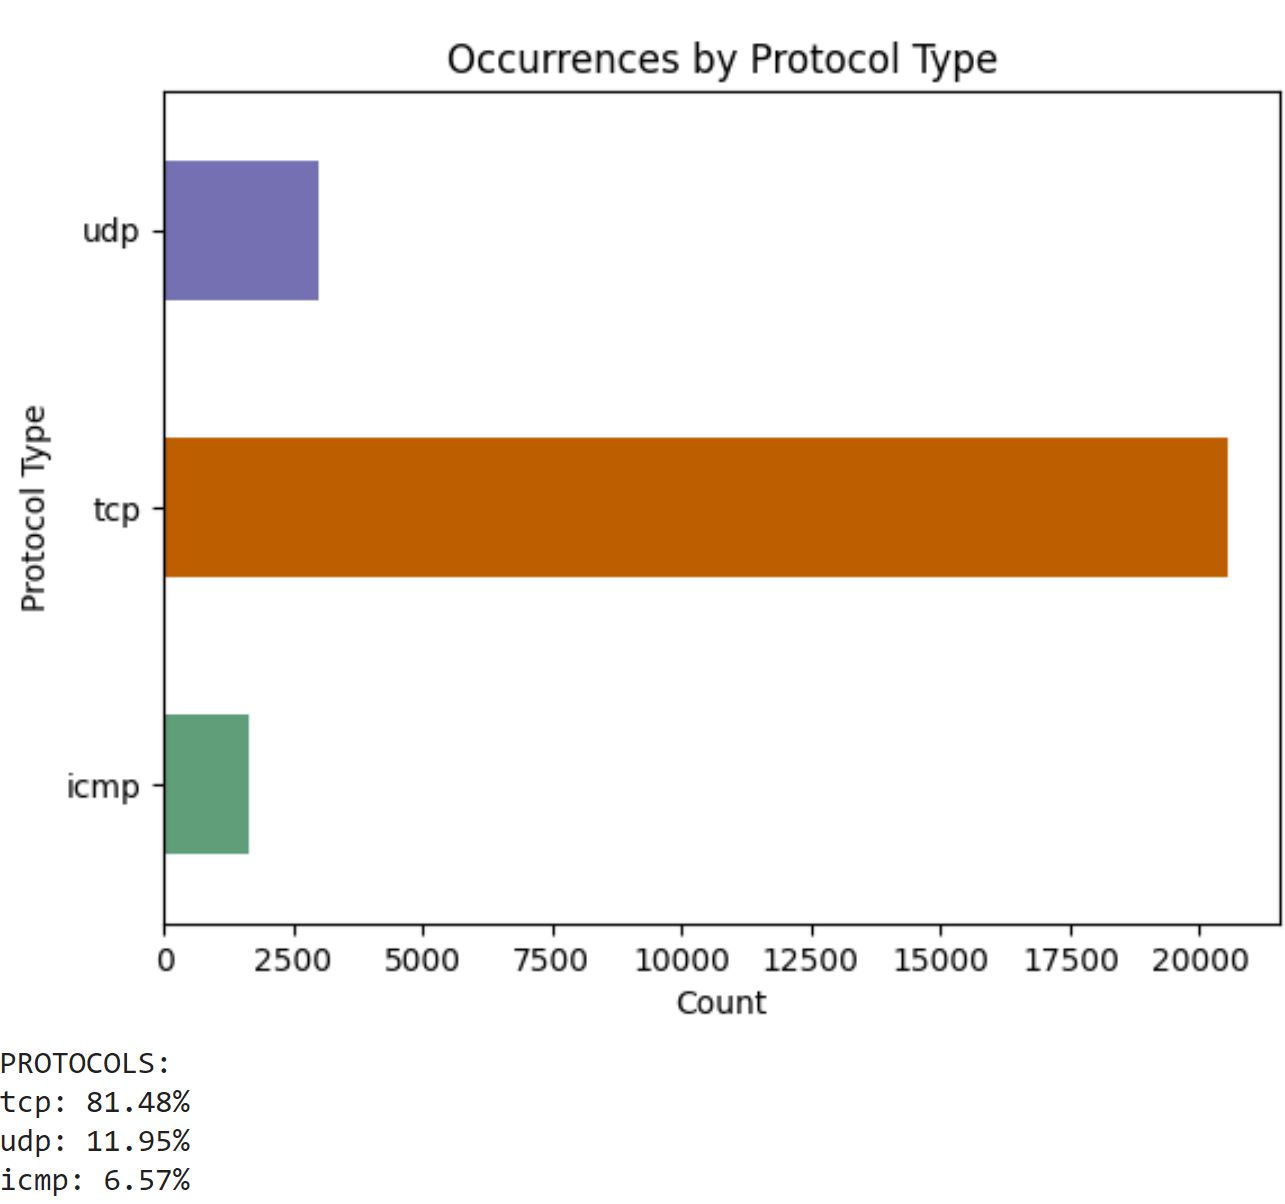 Occurrences by Protocol Type
Protocol Type
udp
tcp
icmp
0 2500 5000 7500 10000 12500 15000 17500 20000
Count
PROTOCOLS:
tcp: 81.48%
udp: 11.95%
icmp: 6.57%